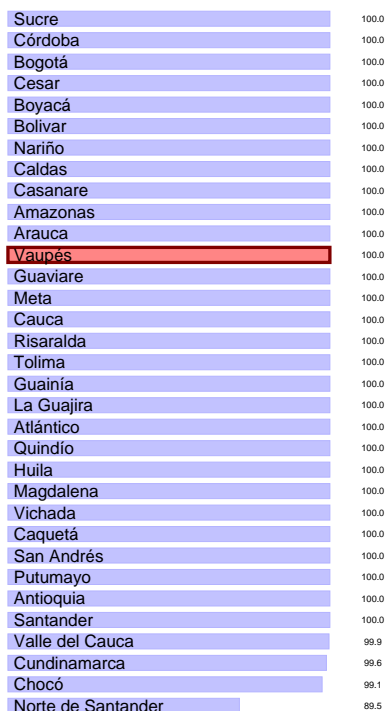 Sucre 100.0
Córdoba 100.0
Bogotá 100.0
Cesar 100.0
Boyacá 100.0
Bolivar 100.0
Nariño 100.0
Caldas 100.0
Casanare 100.0
Amazonas 100.0
Arauca 100.0
Vaupés 100.0
Guaviare 100.0
Meta 100.0
Cauca 100.0
Risaralda 100.0
Tolima 100.0
Guainía 100.0
La Guajira 100.0
Atlántico 100.0
Quindío 100.0
Huila 100.0
Magdalena 100.0
Vichada 100.0
Caquetá 100.0
San Andrés 100.0
Putumayo 100.0
Antioquia 100.0
Santander 100.0
Valle del Cauca 99.9
Cundinamarca 99.6
Chocó 99.1
Norte de Santander 89.5